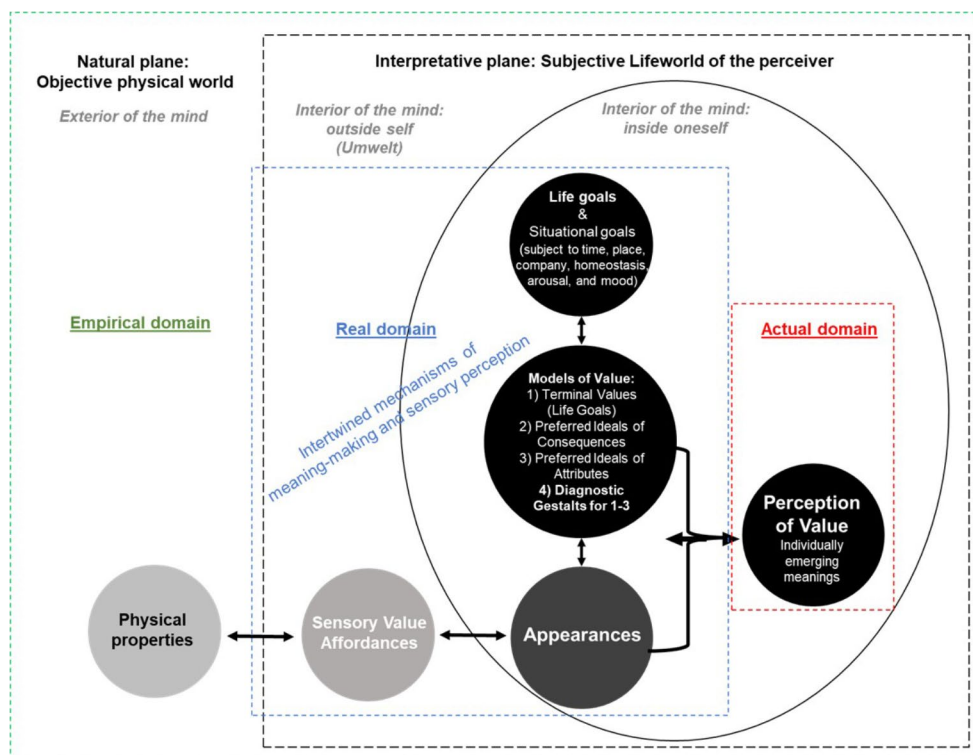 Natural plane:
Objective physical world
Exterior of the mind
Interpretative plane: Subjective Lifeworld of the perceiver
Interior of the mind:
outside self
(Umwelt)
Interior of the mind:
inside oneself
Life goals
&
Situational goals
(subject to time, place,
company, homeostasis,
arousal, and mood)
Empirical domain
Real domain
Actual domain
Intertwined mechanisms of
meaning-making and sensory perception
Models of Value:
1) Terminal Values
(Life Goals)
2) Preferred Ideals of
Consequences
3) Preferred Ideals of
Attributes
4) Diagnostic
Gestalts for 1-3
Perception
of Value
Individually
emerging
meanings
Physical
properties
Sensory Value
Affordances
Appearances